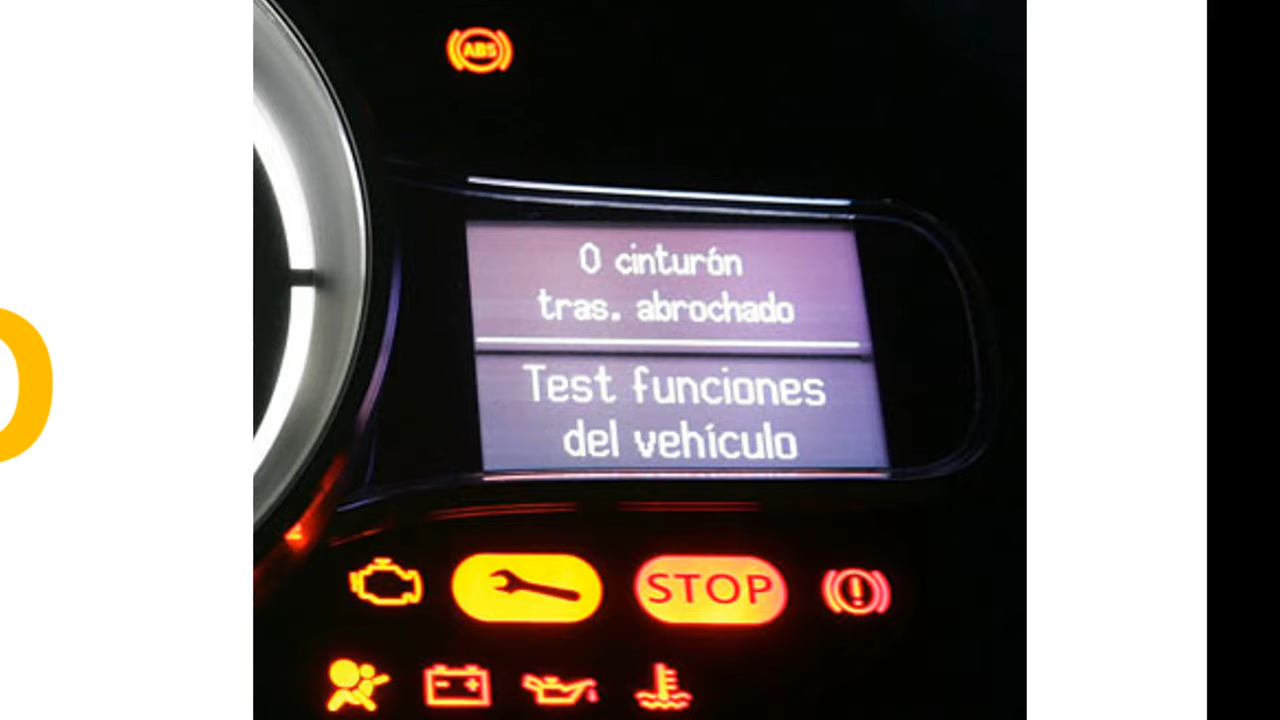 ABS
0 cinturón
tras. abrochado
Test funciones
del vehículo
STOP